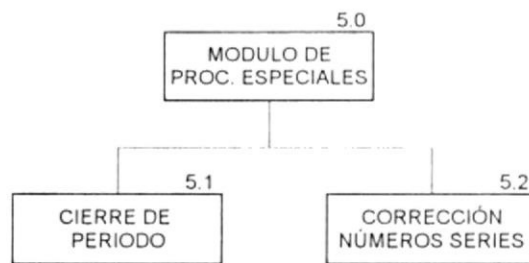 5.0
MODULO DE
PROC. ESPECIALES
5.1
CIERRE DE
PERIODO
5.2
CORRECCIÓN
NÚMEROS SERIES